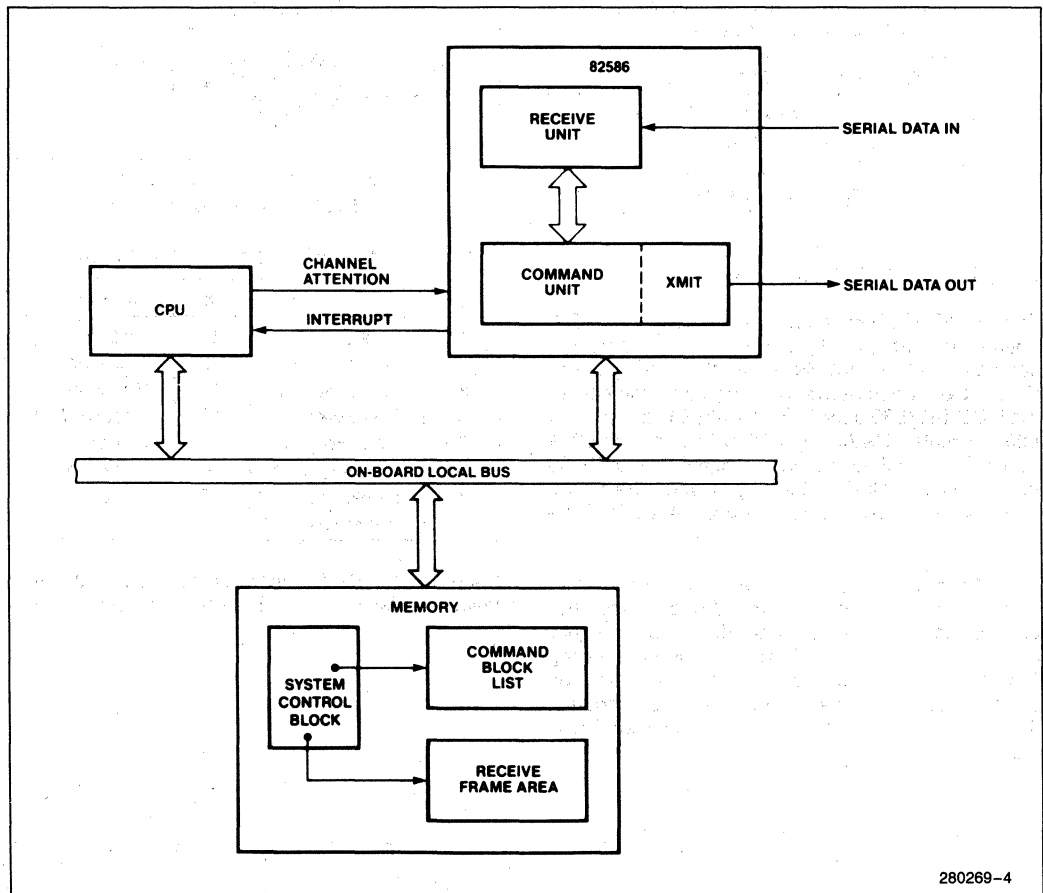 82586
RECEIVE
UNIT
SERIAL DATA IN
CHANNEL
ATTENTION
CPU
INTERRUPT
COMMAND
UNIT
XMIT
SERIAL DATA OUT
ON-BOARD LOCAL BUS
MEMORY
SYSTEM
CONTROL
BLOCK
COMMAND
BLOCK
LIST
RECEIVE
FRAME AREA
280269-4